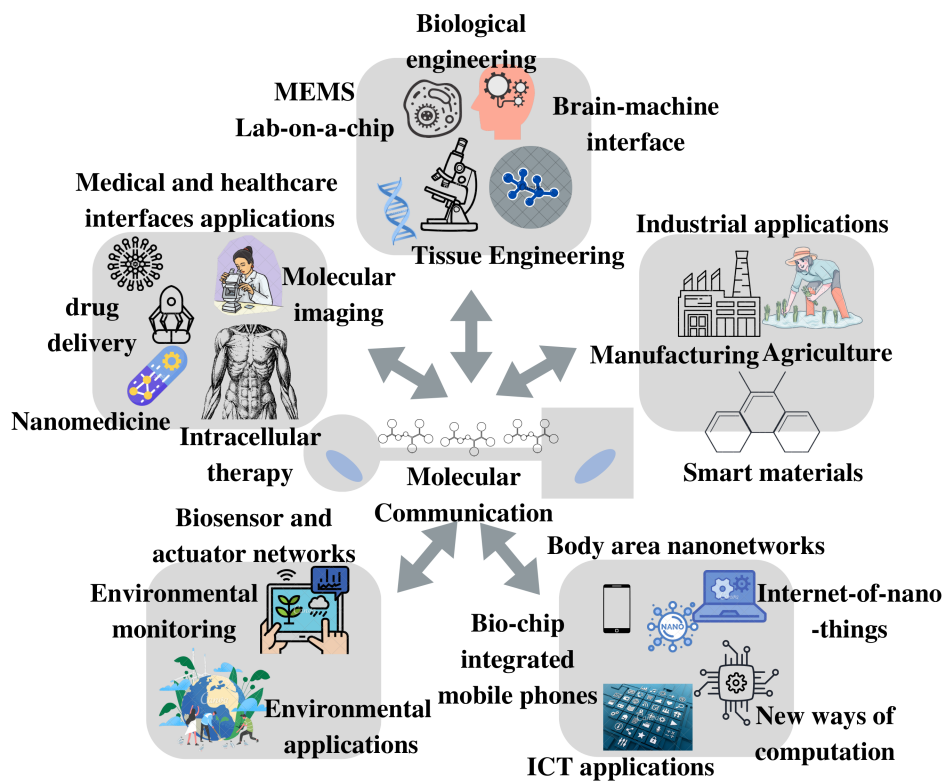 Biological
engineering
MEMS
Lab-on-a-chip
Brain-machine
interface
Tissue Engineering
Medical and healthcare
interfaces applications
drug
delivery
Molecular
imaging
Nanomedicine
Intracellular
therapy
Industrial applications
Manufacturing
Agriculture
Smart materials
Molecular
Communication
Biosensor and
actuator networks
Environmental
monitoring
Environmental
applications
Body area nanonetworks
Internet-of-nano
-things
NANO
Bio-chip
integrated
mobile phones
New ways of
computation
ICT applications